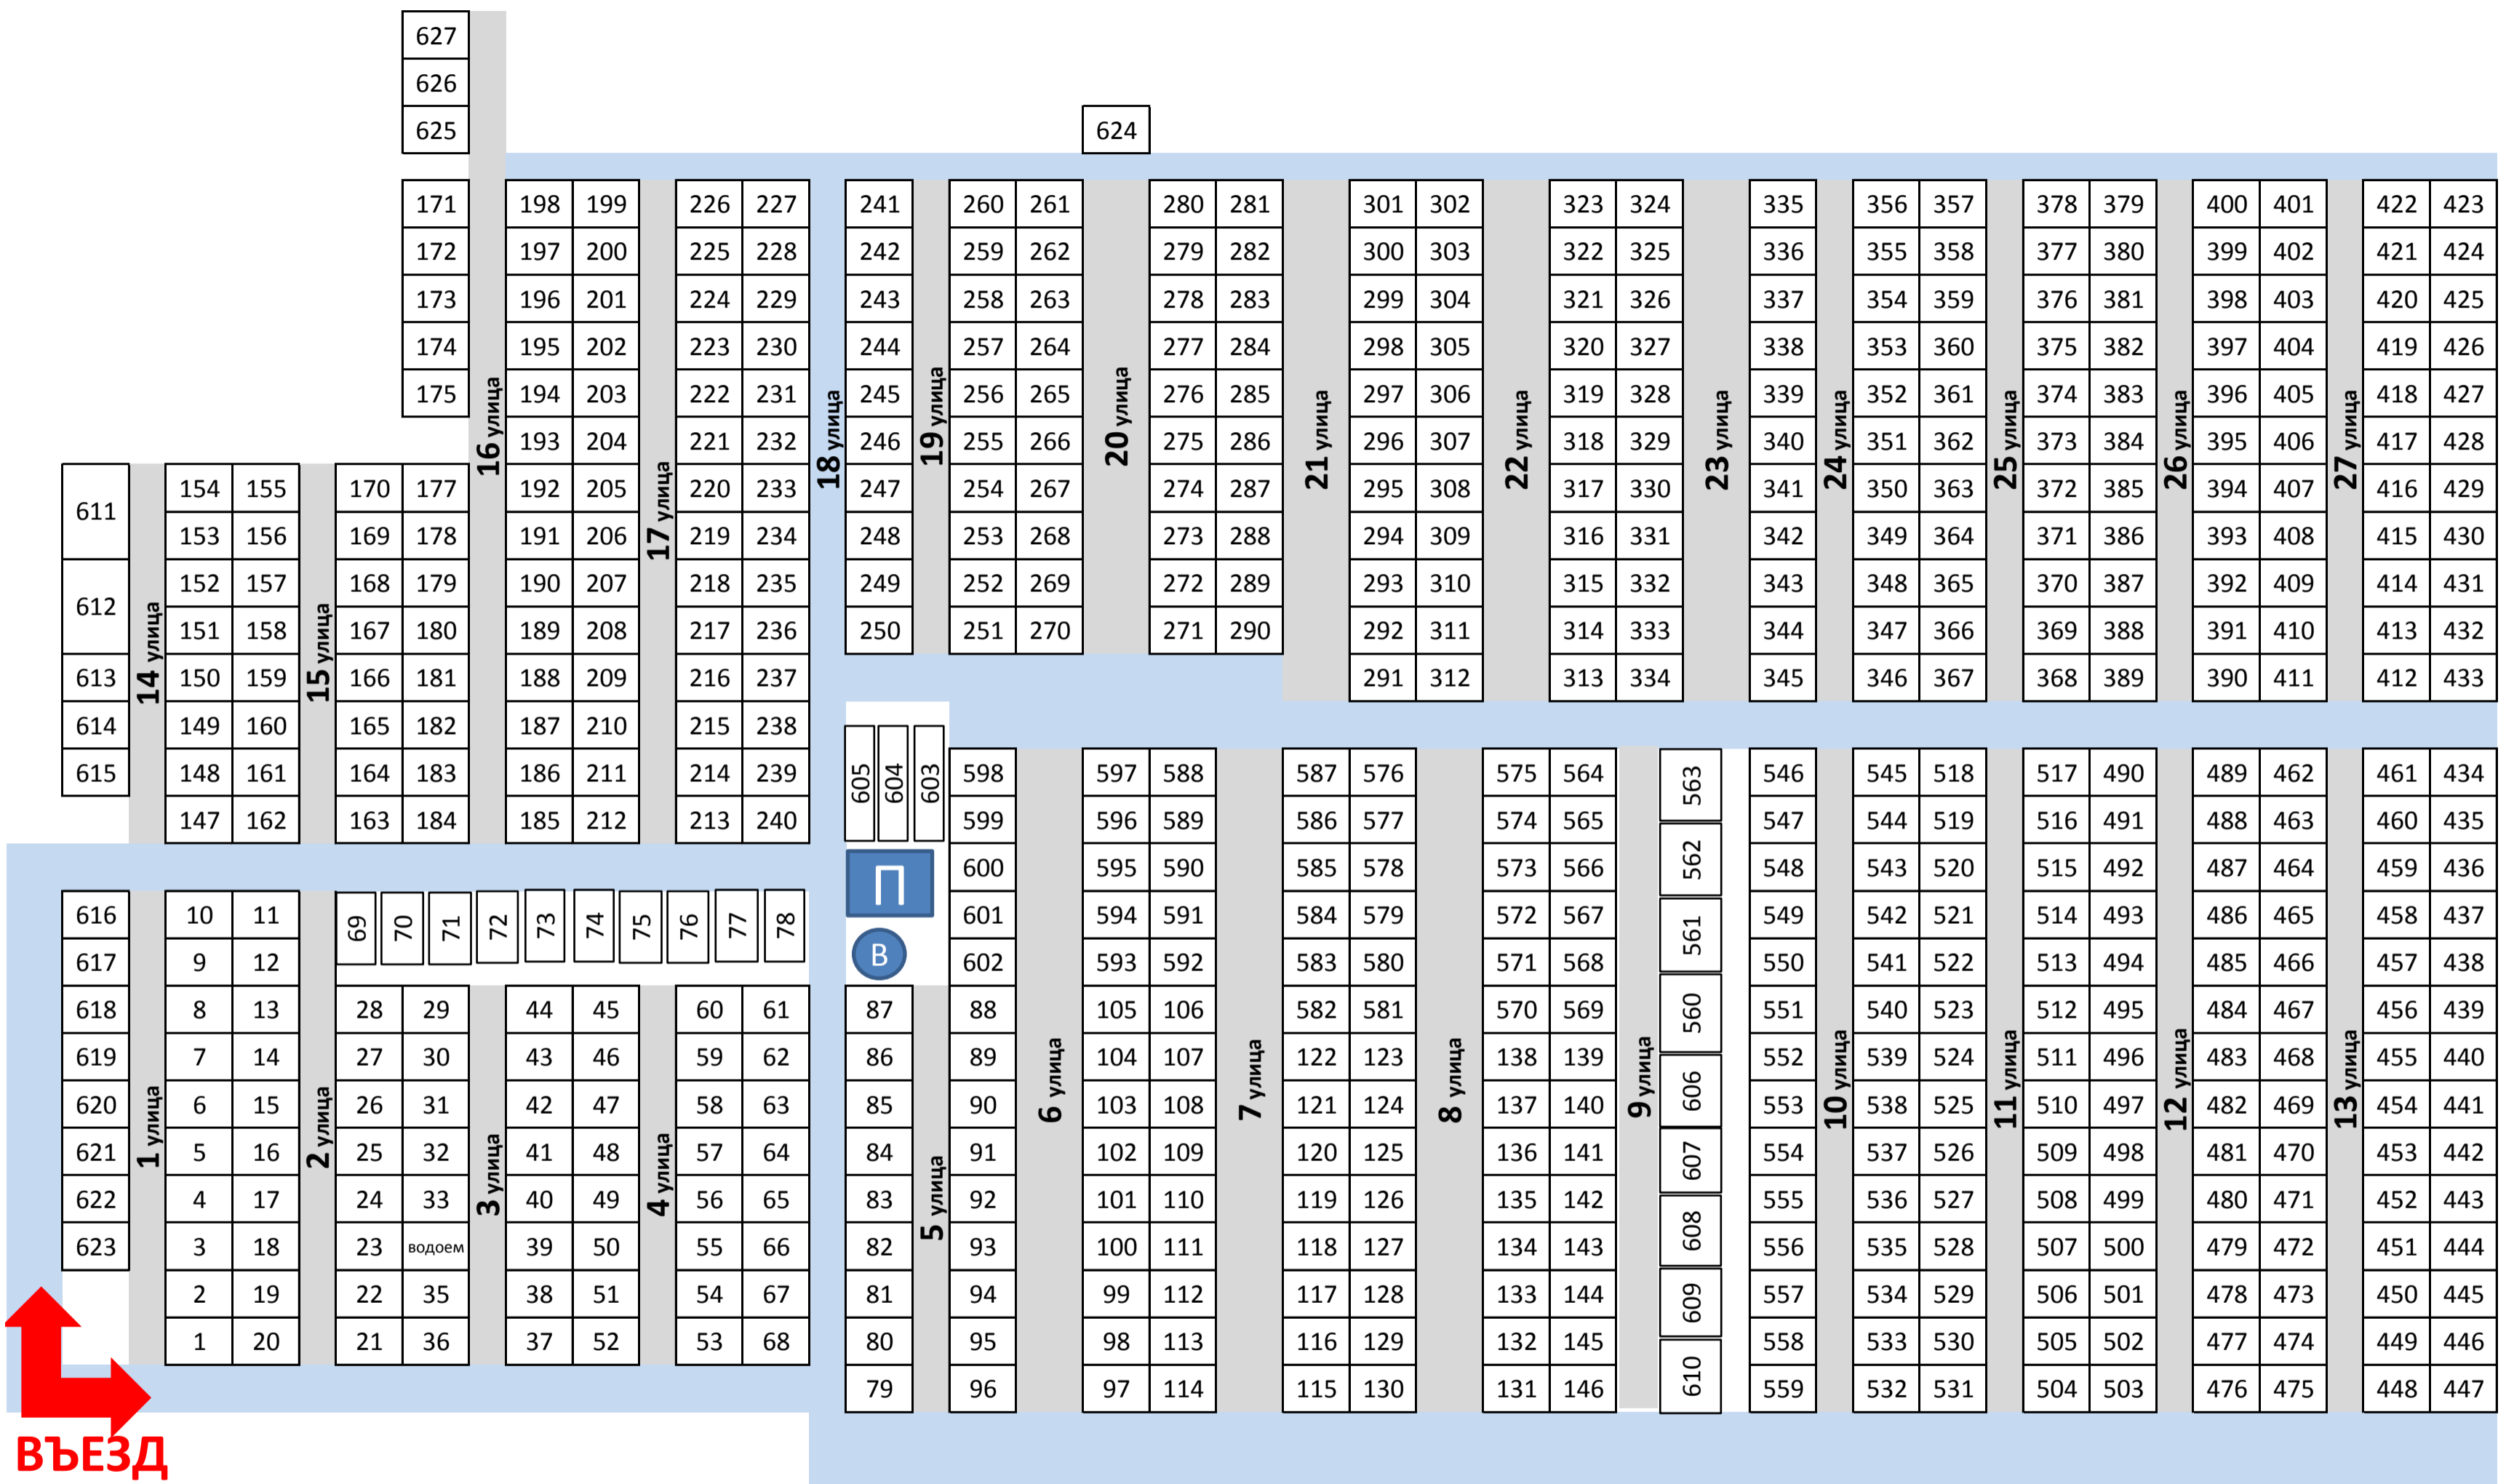 627
626
625 624
171 198 199 226 227 241 260 261 280 281 301 302 323 324 335 356 357 378 379 400 401 422 423
172 197 200 225 228 242 259 262 279 282 300 303 322 325 336 355 358 377 380 399 402 421 424
173 196 201 224 229 243 258 263 278 283 299 304 321 326 337 354 359 376 381 398 403 420 425
174 195 202 223 230 244 257 264 277 284 298 305 320 327 338 353 360 375 382 397 404 419 426
175 194 203 222 231 245 256 265 276 285 297 306 319 328 339 352 361 374 383 396 405 418 427
193 204 221 232 246 255 266 275 286 296 307 318 329 340 351 362 373 384 395 406 417 428
611 154 155 170 177 192 205 220 233 247 254 267 274 287 295 308 317 330 341 350 363 372 385 394 407 416 429
153 156 169 178 191 206 219 234 248 253 268 273 288 294 309 316 331 342 349 364 371 386 393 408 415 430
612 152 157 168 179 190 207 218 235 249 252 269 272 289 293 310 315 332 343 348 365 370 387 392 409 414 431
151 158 167 180 189 208 217 236 250 251 270 271 290 292 311 314 333 344 347 366 369 388 391 410 413 432
613 150 159 166 181 188 209 216 237 291 312 313 334 345 346 367 368 389 390 411 412 433
614 149 160 165 182 187 210 215 238
14 улица
15 улица
16 улица
17 улица
18 улица
19 улица
20 улица
21 улица
22 улица
23 улица
24 улица
25 улица
26 улица
27 улица
615 148 161 164 183 186 211 214 239 605 604 603 598 597 588 587 576 575 564 563 546 545 518 517 490 489 462 461 434
147 162 163 184 185 212 213 240 599 596 589 586 577 574 565 547 544 519 516 491 488 463 460 435
П 600 595 590 585 578 573 566 562 548 543 520 515 492 487 464 459 436
616 10 11 69 70 71 72 73 74 75 76 77 78 601 594 591 584 579 572 567 561 549 542 521 514 493 486 465 458 437
617 9 12 В 602 593 592 583 580 571 568 550 541 522 513 494 485 466 457 438
618 8 13 28 29 44 45 60 61 87 88 105 106 582 581 570 569 560 551 540 523 512 495 484 467 456 439
619 7 14 27 30 43 46 59 62 86 89 104 107 122 123 138 139 552 539 524 511 496 483 468 455 440
620 6 15 26 31 42 47 58 63 85 90 103 108 121 124 137 140 606 553 538 525 510 497 482 469 454 441
621 5 16 25 32 41 48 57 64 84 91 102 109 120 125 136 141 607 554 537 526 509 498 481 470 453 442
622 4 17 24 33 40 49 56 65 83 92 101 110 119 126 135 142 555 536 527 508 499 480 471 452 443
623 3 18 23 водоем 39 50 55 66 82 93 100 111 118 127 134 143 608 556 535 528 507 500 479 472 451 444
2 19 22 35 38 51 54 67 81 94 99 112 117 128 133 144 609 557 534 529 506 501 478 473 450 445
1 20 21 36 37 52 53 68 80 95 98 113 116 129 132 145 558 533 530 505 502 477 474 449 446
79 96 97 114 115 130 131 146 610 559 532 531 504 503 476 475 448 447
1 улица
2 улица
3 улица
4 улица
5 улица
6 улица
7 улица
8 улица
9 улица
10 улица
11 улица
12 улица
13 улица
ВЪЕЗД